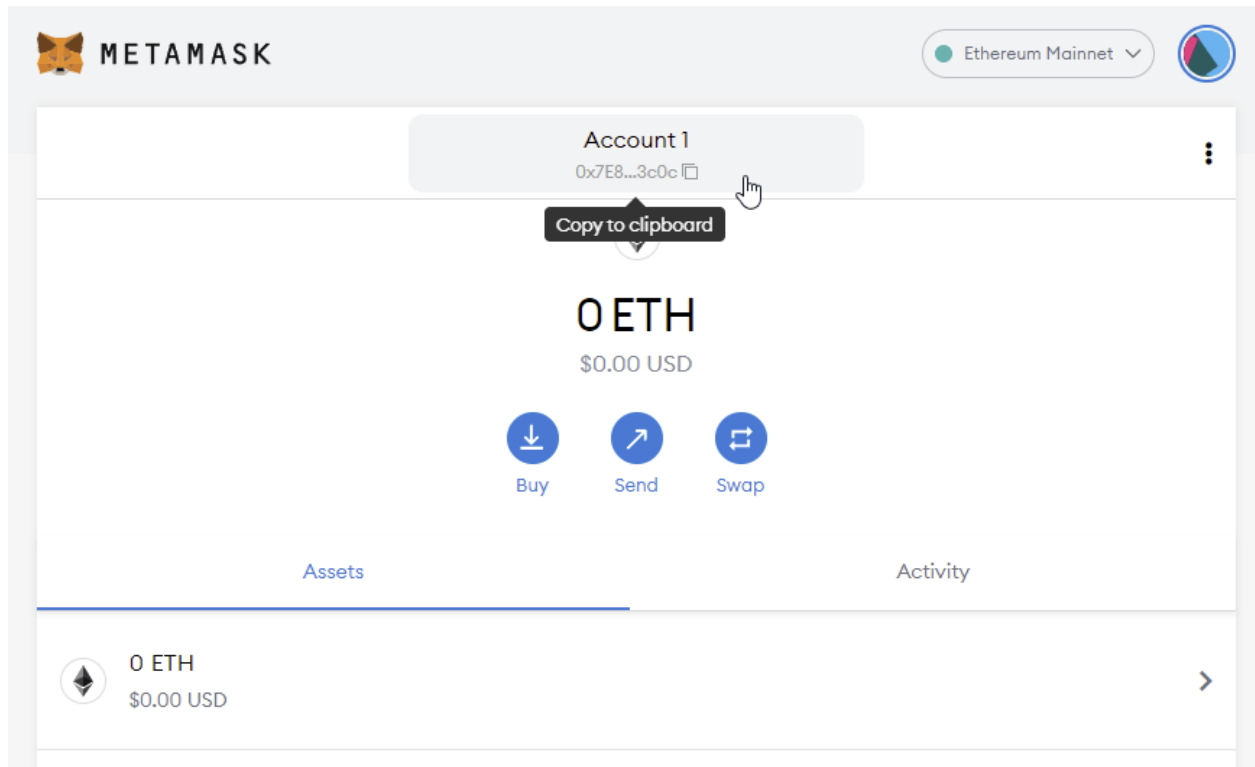 METAMASK
Ethereum Mainnet
Account 1
0x7E8...3c0c
Copy to clipboard
0 ETH
$0.00 USD
Buy Send Swap
Assets Activity
0 ETH
$0.00 USD